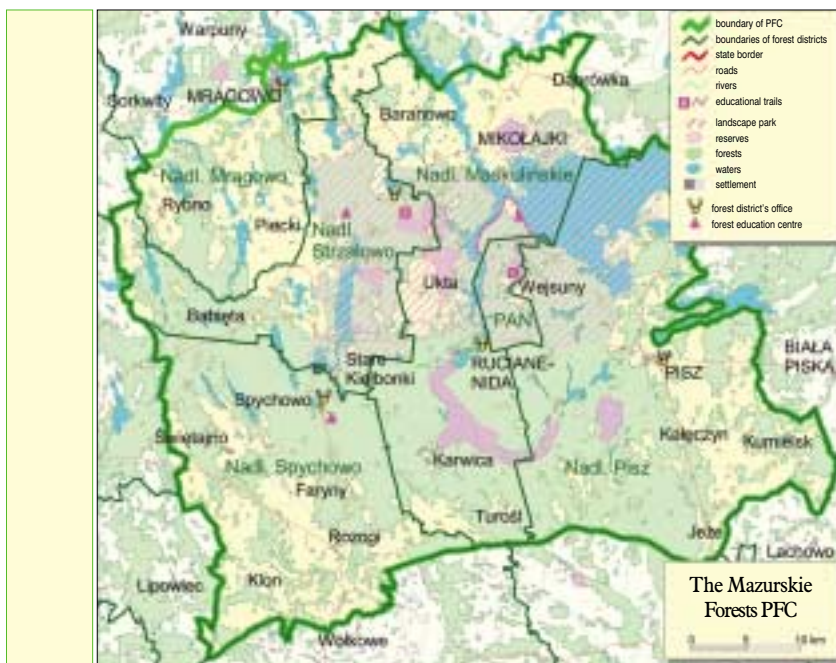 Warpuny
boundary of PFC
boundaries of forest districts
state border
roads
rivers
educational trails
landscape park
reserves
forests
waters
settlement
forest district's office
forest education centre
Sorkwity
MRĄGOWO
Dąbrówka
Baranowo
MIKOŁAJKI
Nadl. Mrągowo
Nadl. Maskulińskie
Rybno
Piecki
Nadl.
Strzałowo
Ukta
Wejsuny
PAN
Babięta
Stare
Kiełbonki
RUCIANE-
NIDA
PISZ
BIAŁA
PISKA
Spychowo
Świętajno
Kałęczyn
Kumielsk
Nadl. Spychowo
Karwica
Nadl. Pisz
Faryny
Turośl
Rozogi
Jeże
Lachowo
Lipowiec
Klon
Wołkowe
The Mazurskie
Forests PFC
0 5 10 km